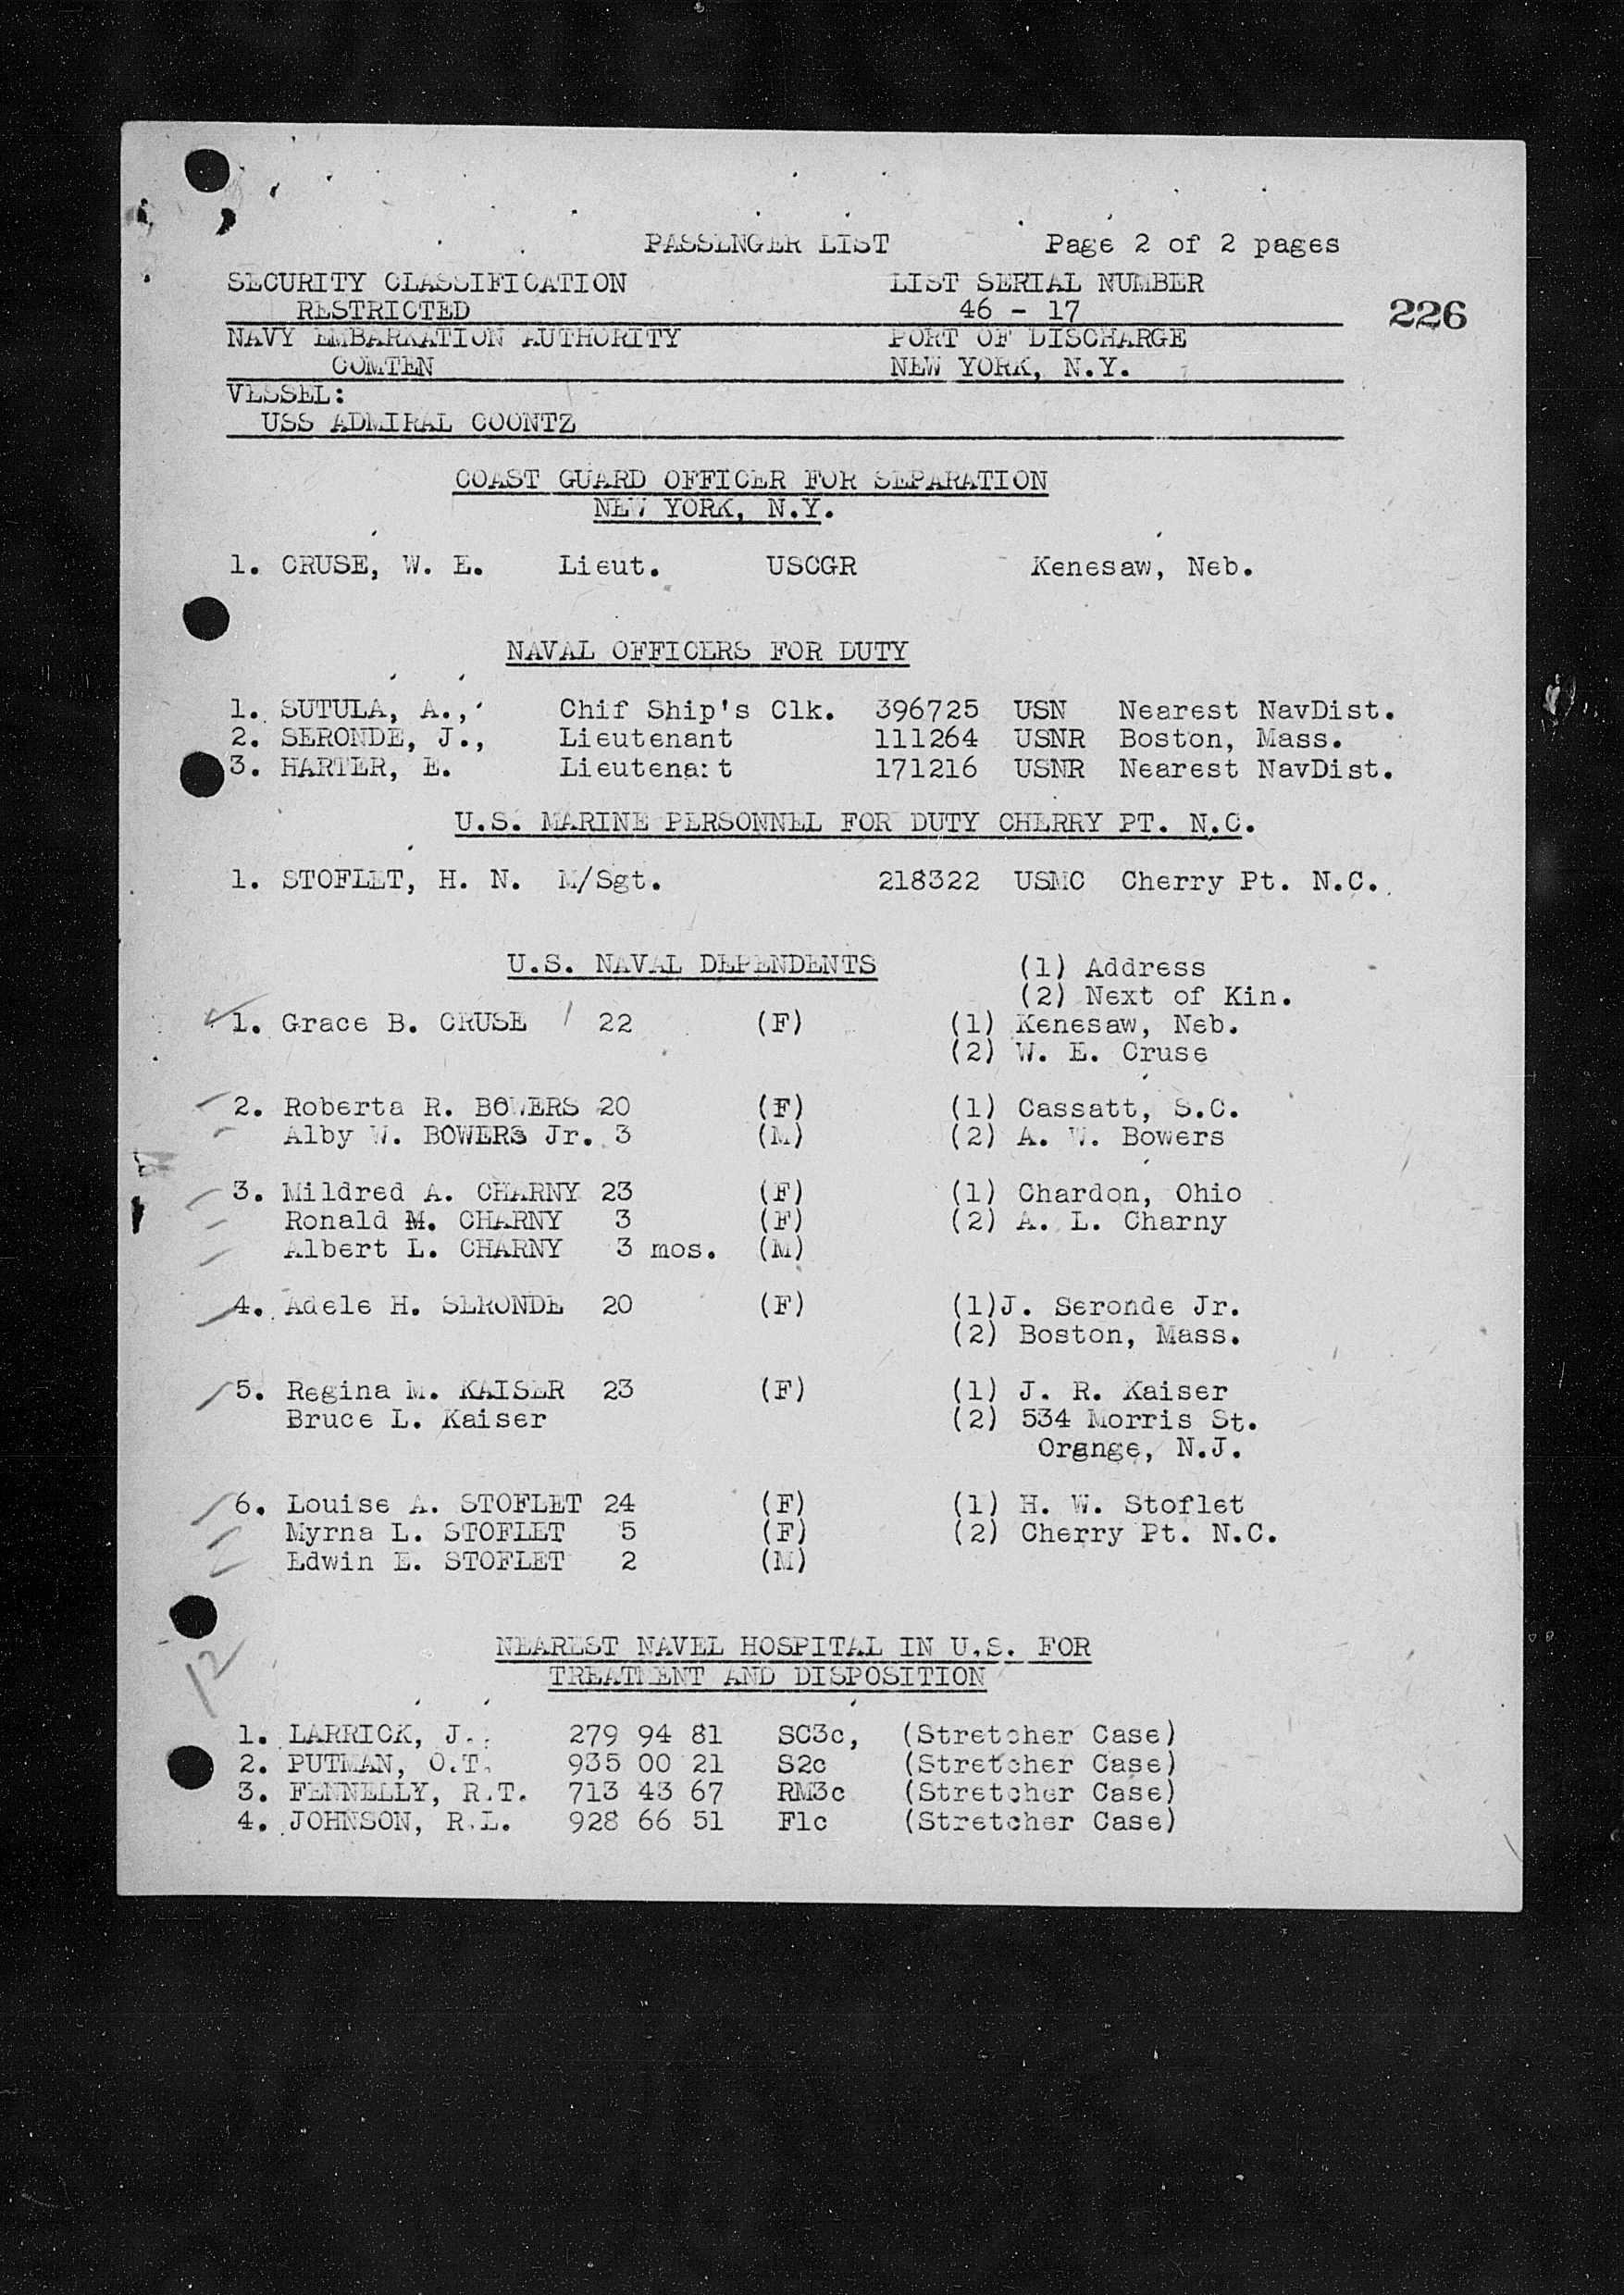 PASSENGER LIST Page 2 of 2 pages
SECURITY CLASSIFICATION LIST SERIAL NUMBER
RESTRICTED 46 - 17 226
NAVY EMBARKATION AUTHORITY PORT OF DISCHARGE
COMTEN NEW YORK, N.Y.
VESSEL:
USS ADMIRAL COONTZ
COAST GUARD OFFICER FOR SEPARATION
NEW YORK, N.Y.
1. CRUSE, W. E. Lieut. USCGR Kenesaw, Neb.
NAVAL OFFICERS FOR DUTY
1. SUTULA, A., Chif Ship's Clk. 396725 USN Nearest NavDist.
2. SERONDE, J., Lieutenant 111264 USNR Boston, Mass.
3. HARTER, E. Lieutenant 171216 USNR Nearest NavDist.
U.S. MARINE PERSONNEL FOR DUTY CHERRY PT. N.C.
1. STOFLET, H. N. M/Sgt. 218322 USMC Cherry Pt. N.C.
U.S. NAVAL DEPENDENTS (1) Address
(2) Next of Kin.
1. Grace B. CRUSE 22 (F) (1) Kenesaw, Neb.
(2) W. E. Cruse
2. Roberta R. BOWERS 20 (F) (1) Cassatt, S.C.
Alby W. BOWERS Jr. 3 (M) (2) A. W. Bowers
3. Mildred A. CHARNY 23 (F) (1) Chardon, Ohio
Ronald M. CHARNY 3 (F) (2) A. L. Charny
Albert L. CHARNY 3 mos. (M)
4. Adele H. SERONDE 20 (F) (1)J. Seronde Jr.
(2) Boston, Mass.
5. Regina M. KAISER 23 (F) (1) J. R. Kaiser
Bruce L. Kaiser (2) 534 Morris St.
Orange, N.J.
6. Louise A. STOFLET 24 (F) (1) H. W. Stoflet
Myrna L. STOFLET 5 (F) (2) Cherry Pt. N.C.
Edwin E. STOFLET 2 (M)
12
NEAREST NAVEL HOSPITAL IN U.S. FOR
TREATMENT AND DISPOSITION
1. LARRICK, J., 279 94 81 SC3c, (Stretcher Case)
2. PUTMAN, O.T. 935 00 21 S2c (Stretcher Case)
3. FENNELLY, R.T. 713 43 67 RM3c (Stretcher Case)
4. JOHNSON, R.L. 928 66 51 F1c (Stretcher Case)